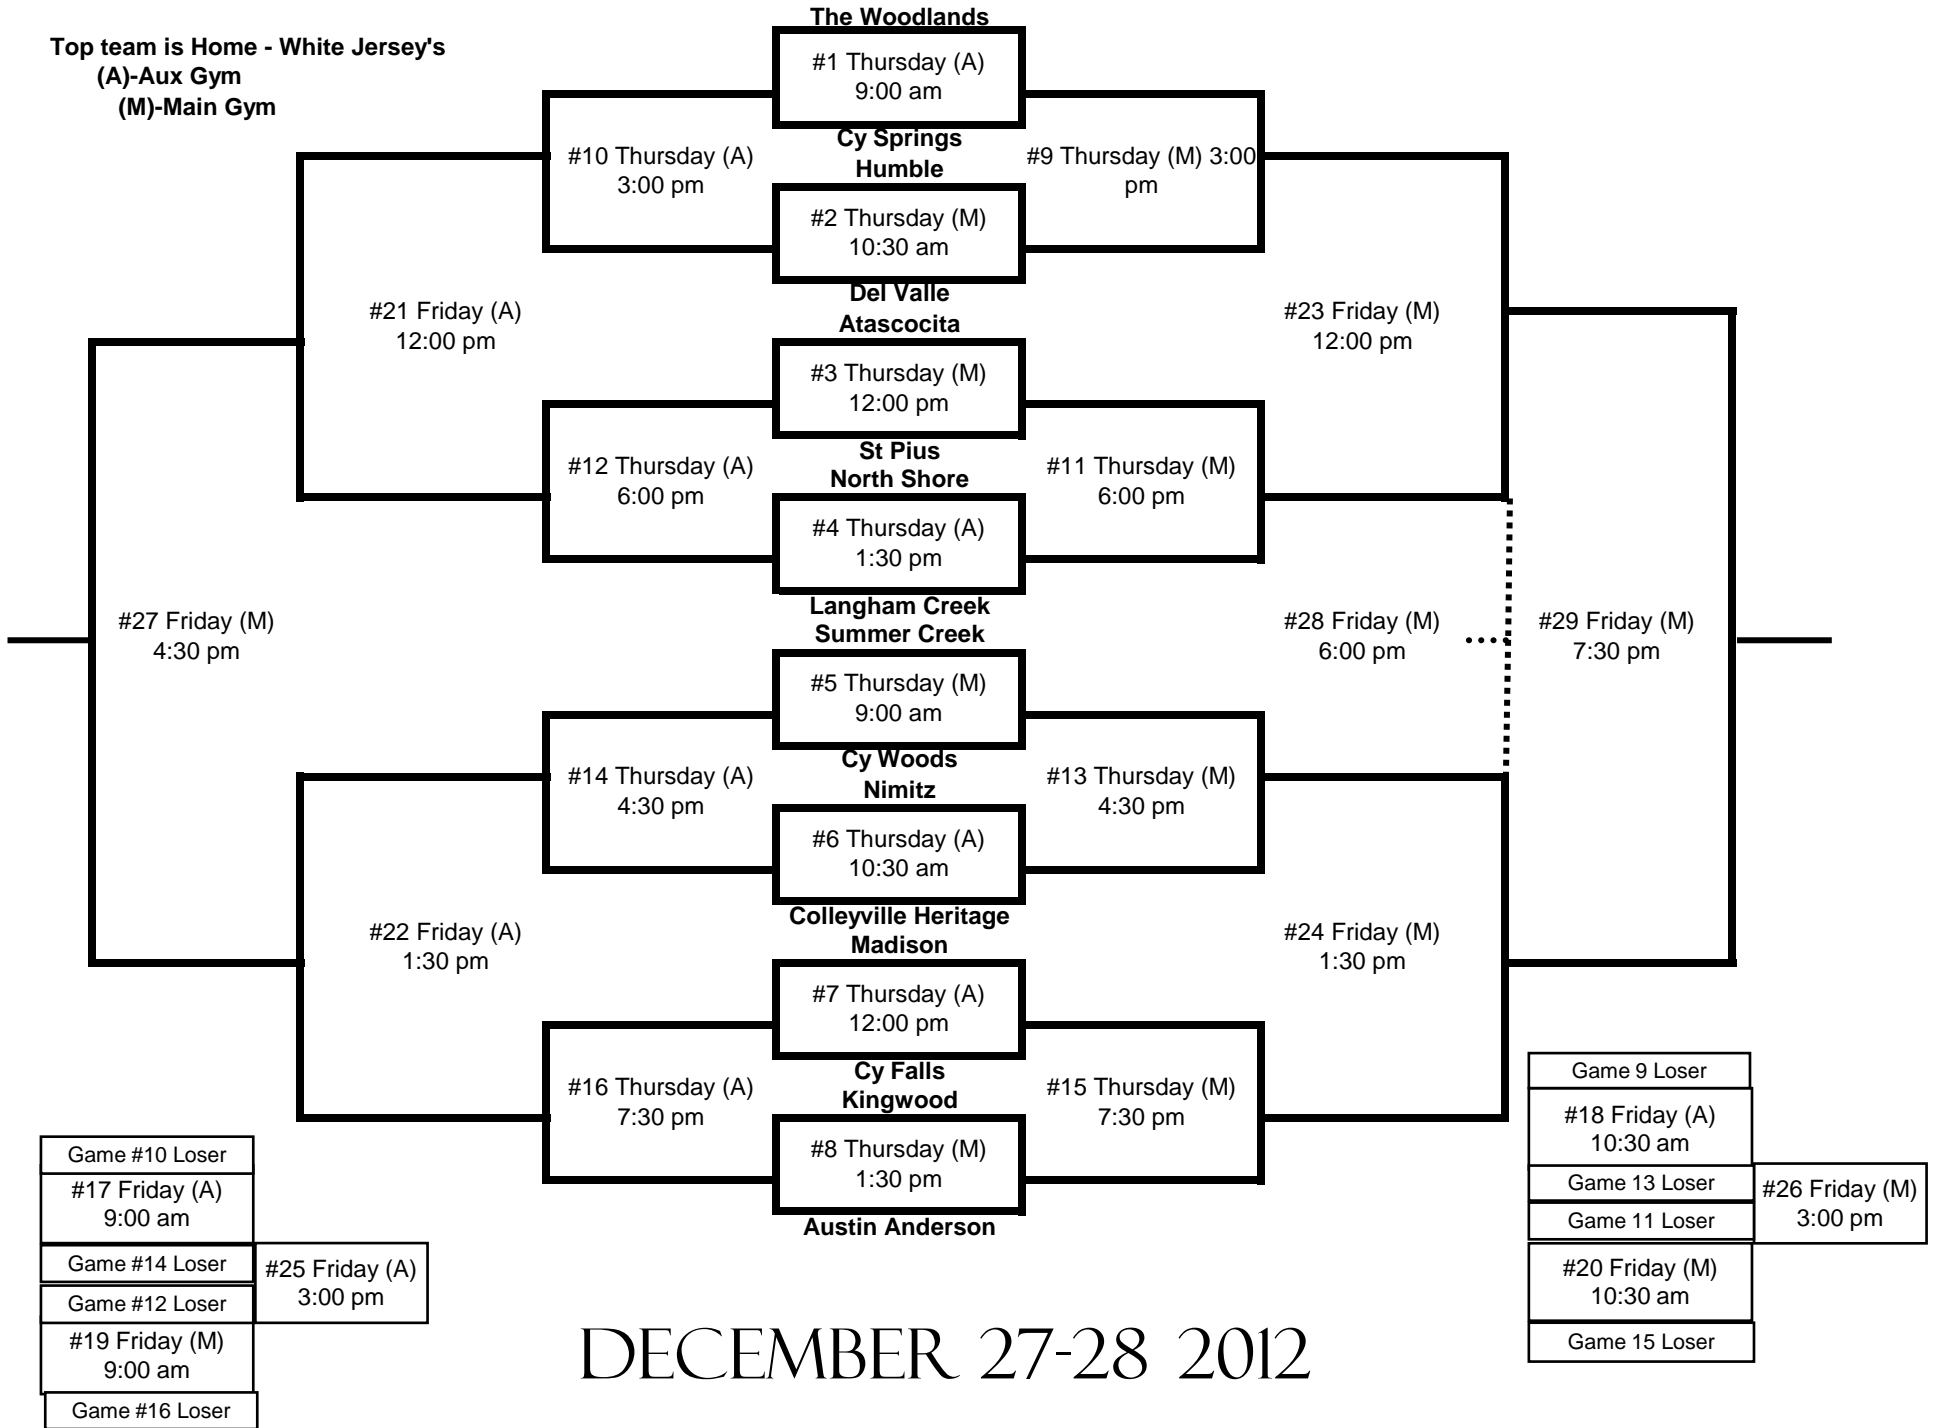 The Woodlands
Top team is Home - White Jersey's
(A)-Aux Gym
(M)-Main Gym
#1 Thursday (A)
9:00 am
Cy Springs
Humble
#10 Thursday (A)
3:00 pm
#9 Thursday (M) 3:00
pm
#2 Thursday (M)
10:30 am
Del Valle
Atascocita
#21 Friday (A)
12:00 pm
#23 Friday (M)
12:00 pm
#3 Thursday (M)
12:00 pm
St Pius
North Shore
#12 Thursday (A)
6:00 pm
#11 Thursday (M)
6:00 pm
#4 Thursday (A)
1:30 pm
Langham Creek
Summer Creek
#27 Friday (M)
4:30 pm
#28 Friday (M)
6:00 pm
#29 Friday (M)
7:30 pm
#5 Thursday (M)
9:00 am
Cy Woods
Nimitz
#14 Thursday (A)
4:30 pm
#13 Thursday (M)
4:30 pm
#6 Thursday (A)
10:30 am
Colleyville Heritage
Madison
#22 Friday (A)
1:30 pm
#24 Friday (M)
1:30 pm
#7 Thursday (A)
12:00 pm
Cy Falls
Kingwood
#16 Thursday (A)
7:30 pm
#15 Thursday (M)
7:30 pm
#8 Thursday (M)
1:30 pm
Austin Anderson
Game #10 Loser
#17 Friday (A)
9:00 am
Game #14 Loser
Game #12 Loser
#19 Friday (M)
9:00 am
Game #16 Loser
#25 Friday (A)
3:00 pm
Game 9 Loser
#18 Friday (A)
10:30 am
Game 13 Loser
Game 11 Loser
#20 Friday (M)
10:30 am
Game 15 Loser
#26 Friday (M)
3:00 pm
DECEMBER 27-28 2012